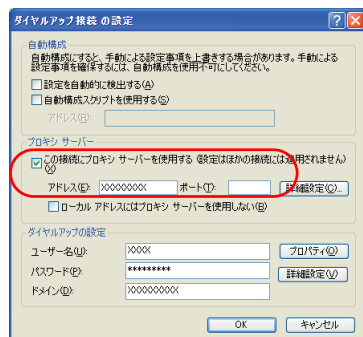 ダイヤルアップ接続 の設定
自動構成
自動構成にすると、手動による設定事項を上書きする場合があります。手動による
設定事項を確保するには、自動構成を使用不可にしてください。
設定を自動的に検出する(A)
自動構成スクリプトを使用する(S)
アドレス(R):
プロキシ サーバー
この接続にプロキシ サーバーを使用する (設定はほかの接続には適用されません)
(X)
アドレス(E): XXXXXXXX ポート(T): 詳細設定(C)...
ローカル アドレスにはプロキシ サーバーを使用しない(B)
ダイヤルアップの設定
ユーザー名(U): XXXX プロパティ(O)
パスワード(P): ********* 詳細設定(V)
ドメイン(D): XXXXXXXXX
OK キャンセル